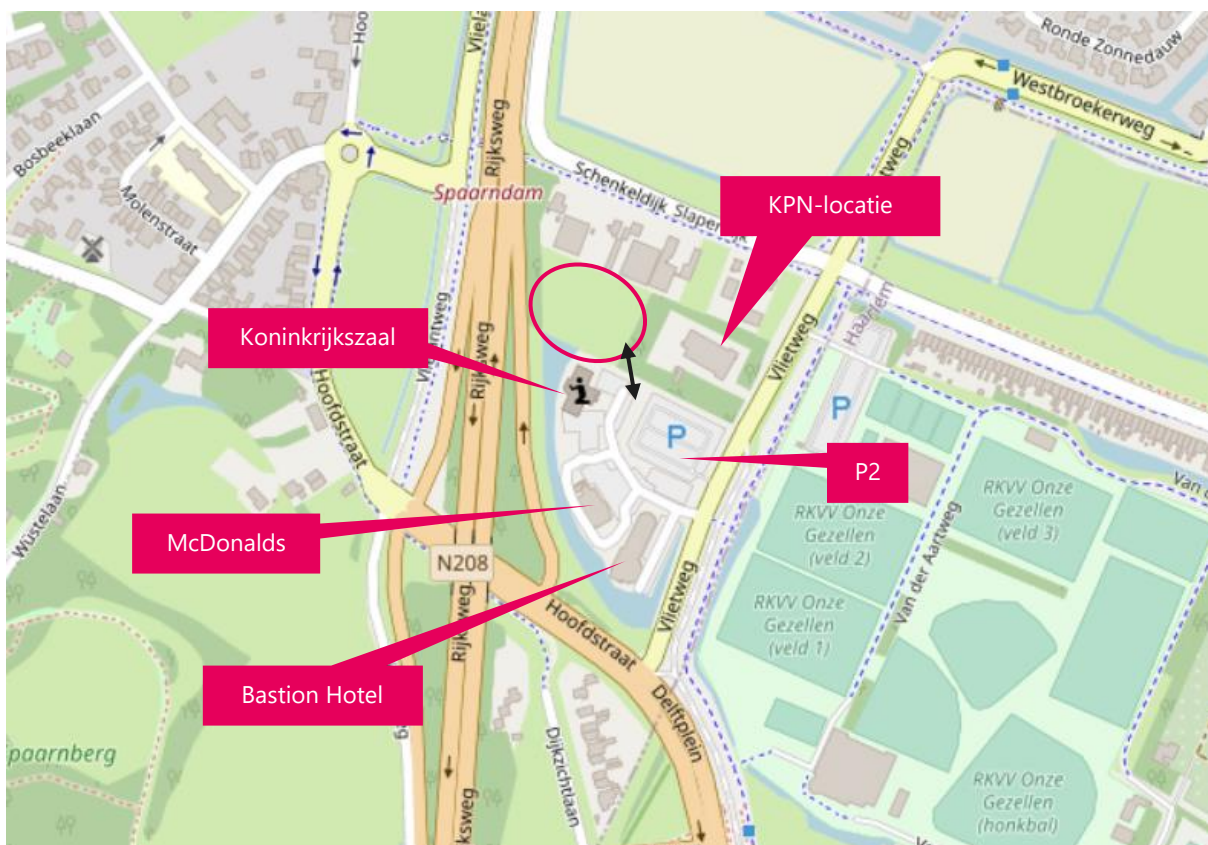 Ronde Zonnedauw
Westbroekerweg
Bosbeeklaan
Molenstraat
Rijksweg
Spaarndam
Schenkeldijk
KPN-locatie
Vlietweg
Haarlem
Koninkrijkszaal
Rijksweg
Hoofdstraat
Vlietweg
P
P
P2
Wüstelaan
McDonalds
N208
RKVV Onze
Gezellen
(veld 2)
RKVV Onze
Gezellen
(veld 3)
Van der Aartweg
RKVV Onze
Gezellen
(veld 1)
Hoofdstraat
Vlietweg
Rijksweg
Bastion Hotel
Delftplein
Dijkzichtlaan
paarnberg
RKVV Onze
Gezellen
(honkbal)
ksweg